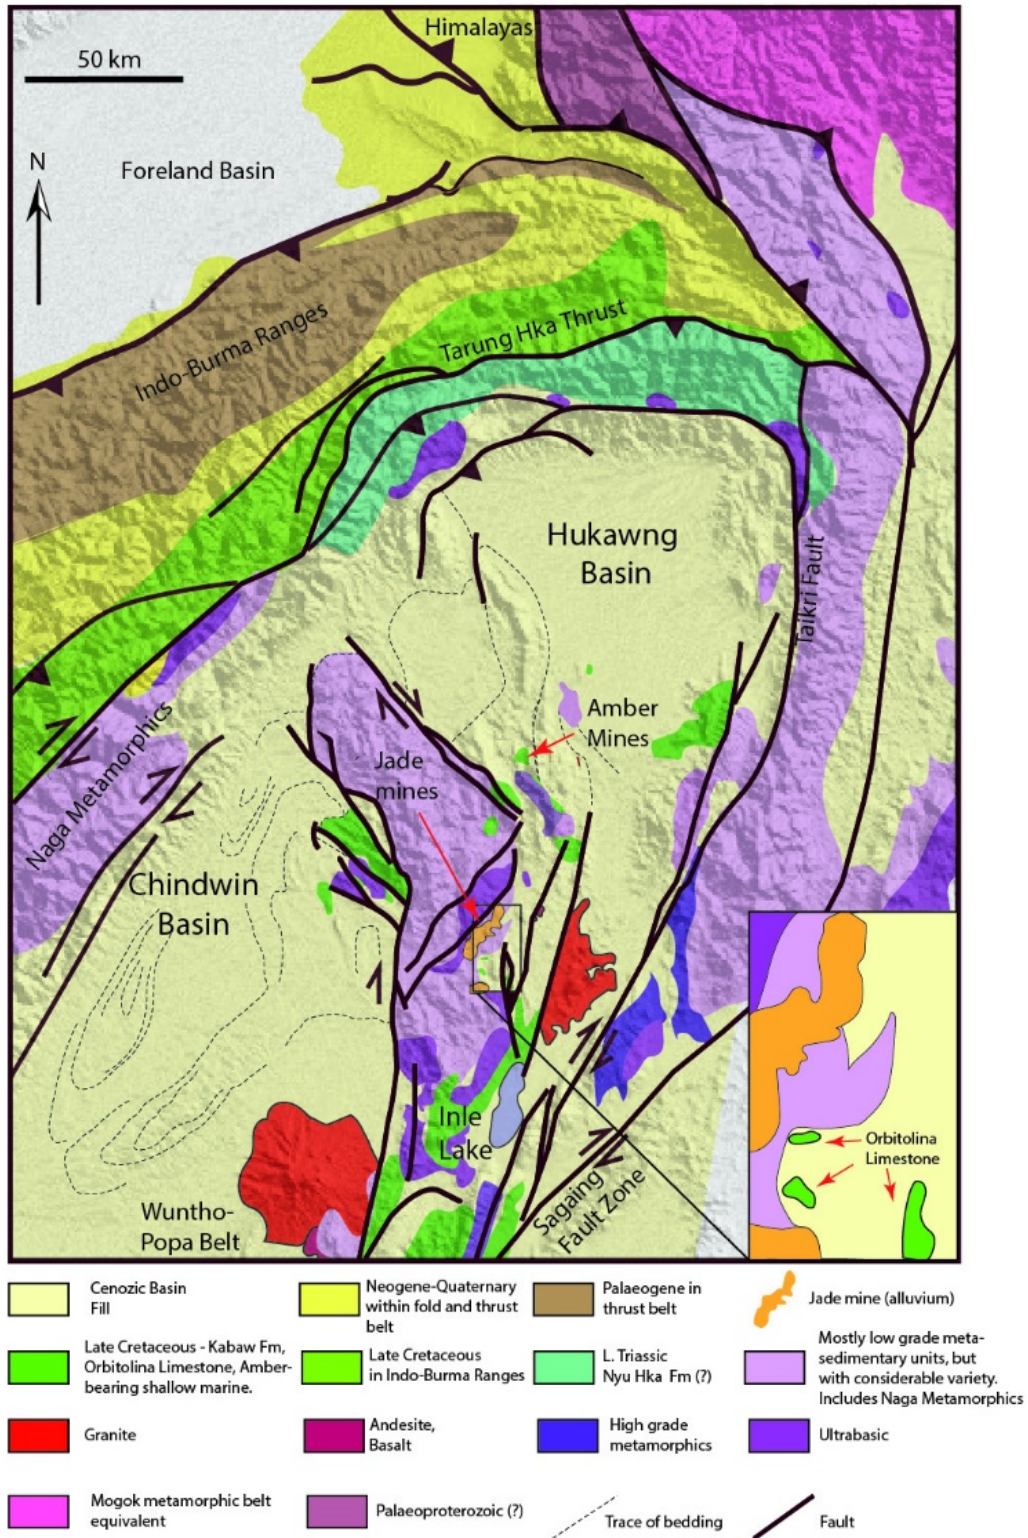 Himalayas
50 km
N
Foreland Basin
Indo-Burma Ranges
Tarung Hka Thrust
Hukawng
Basin
Taikri Fault
Amber
Mines
Naga Metamorphics
Jade
mines
Chindwin
Basin
Orbitolina
Limestone
Inle
Lake
Sagaing
Fault Zone
Wuntho-
Popa Belt
Cenozic Basin
Fill
Neogene-Quaternary
within fold and thrust
belt
Palaeogene in
thrust belt
Jade mine (alluvium)
Late Cretaceous - Kabaw Fm,
Orbitolina Limestone, Amber-
bearing shallow marine.
Late Cretaceous
in Indo-Burma Ranges
L. Triassic
Nyu Hka Fm (?)
Mostly low grade meta-
sedimentary units, but
with considerable variety.
Includes Naga Metamorphics
Granite
Andesite,
Basalt
High grade
metamorphics
Ultrabasic
Mogok metamorphic belt
equivalent
Palaeoproterozoic (?)
Trace of bedding
Fault